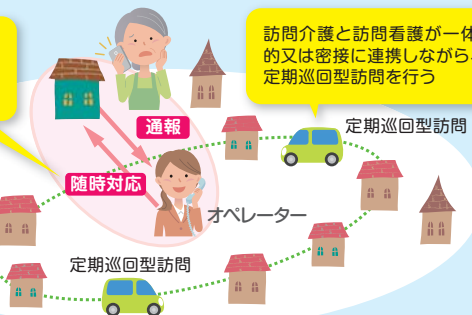 訪問介護と訪問看護が一体
的又は密接に連携しながら、
定期巡回型訪問を行う
定期巡回型訪問
通報
随時対応
オペレーター
定期巡回型訪問